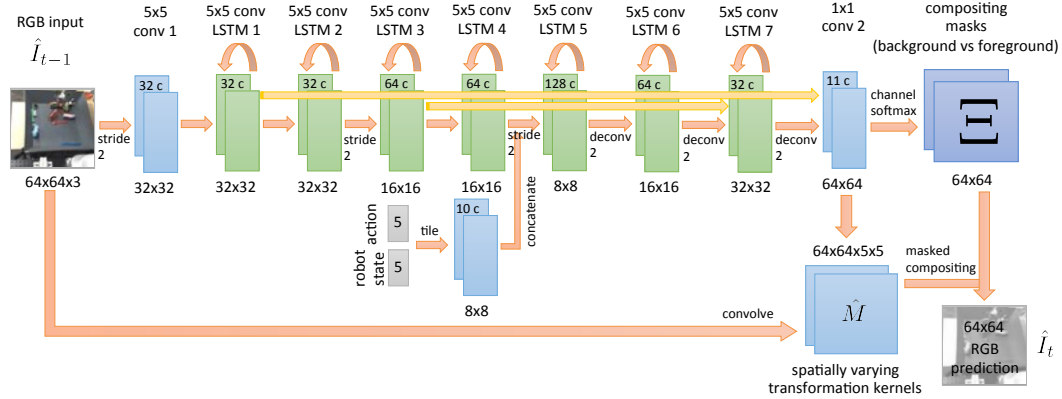 RGB input
Î_{t-1}
64x64x3
5x5
conv 1
32 c
32x32
5x5 conv
LSTM 1
32 c
32x32
5x5 conv
LSTM 2
32 c
32x32
5x5 conv
LSTM 3
64 c
16x16
5x5 conv
LSTM 4
64 c
16x16
5x5 conv
LSTM 5
128 c
8x8
5x5 conv
LSTM 6
64 c
16x16
5x5 conv
LSTM 7
32 c
32x32
1x1
conv 2
11 c
64x64
compositing
masks
(background vs foreground)
Ξ
64x64
stride
2
stride
2
stride
2
deconv
2
deconv
2
deconv
2
channel
softmax
robot
action
state
5
5
tile
10 c
8x8
concatenate
64x64x5x5
M̂
masked
compositing
convolve
spatially varying
transformation kernels
64x64
RGB
prediction
Î_t